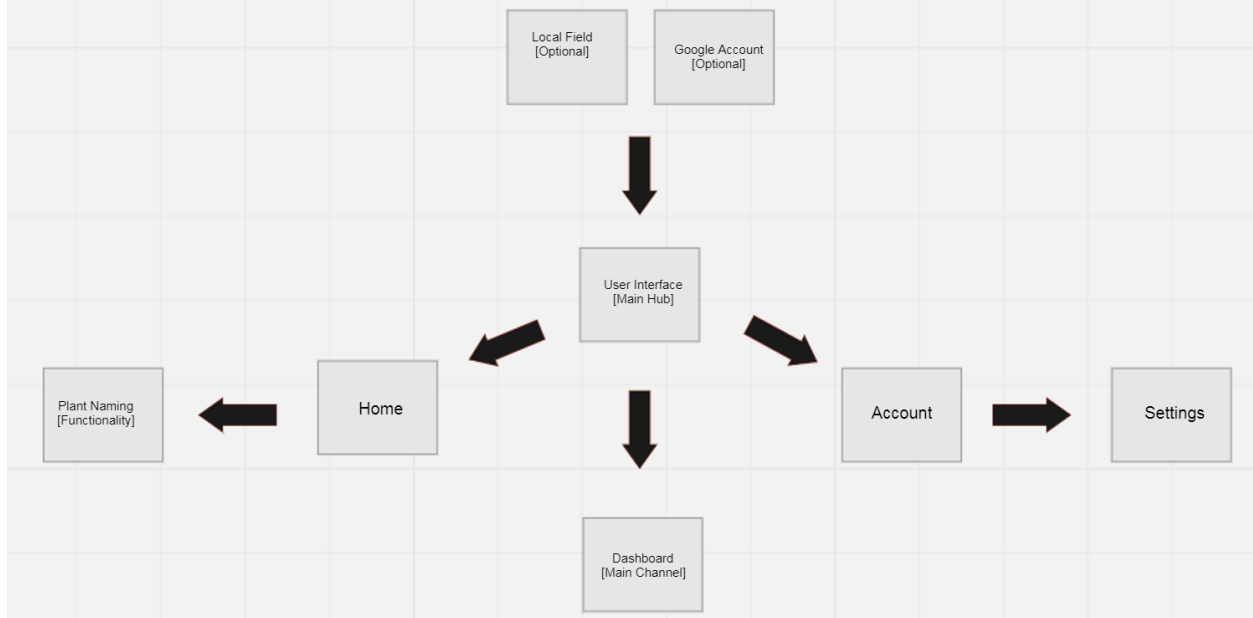 Local Field
[Optional]
Google Account
[Optional]
User Interface
[Main Hub]
Plant Naming
[Functionality]
Home
Account
Settings
Dashboard
[Main Channel]